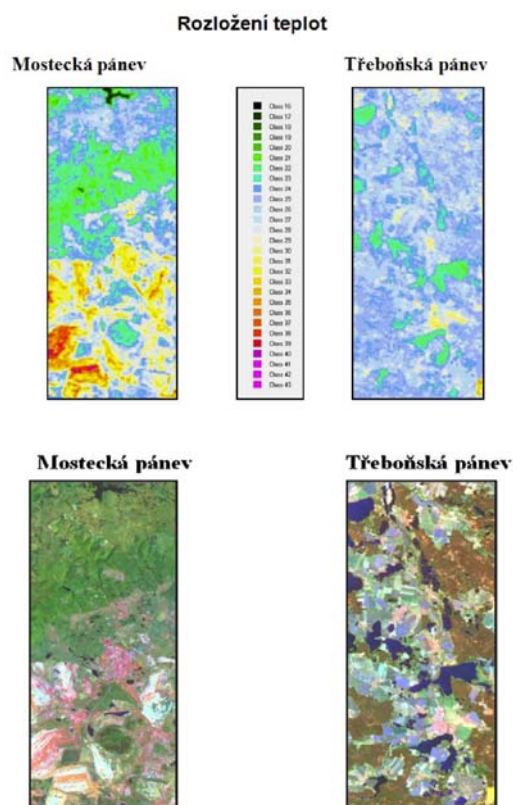 Rozložení teplot
Mostecká pánev
Třeboňská pánev
Class 16
Class 17
Class 18
Class 19
Class 20
Class 21
Class 22
Class 23
Class 24
Class 25
Class 26
Class 27
Class 28
Class 29
Class 30
Class 31
Class 32
Class 33
Class 34
Class 35
Class 36
Class 37
Class 38
Class 39
Class 40
Class 41
Class 42
Class 43
Mostecká pánev
Třeboňská pánev